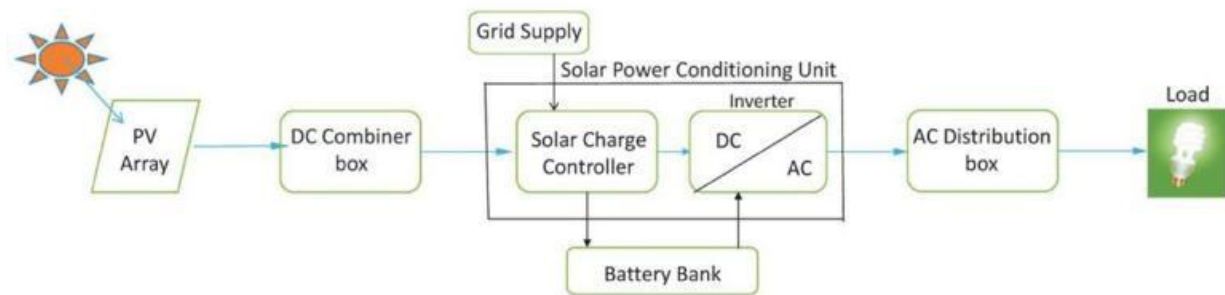 Grid Supply
Solar Power Conditioning Unit
Load
PV
Array
DC Combiner
box
Solar Charge
Controller
Inverter
DC
AC
AC Distribution
box
Battery Bank